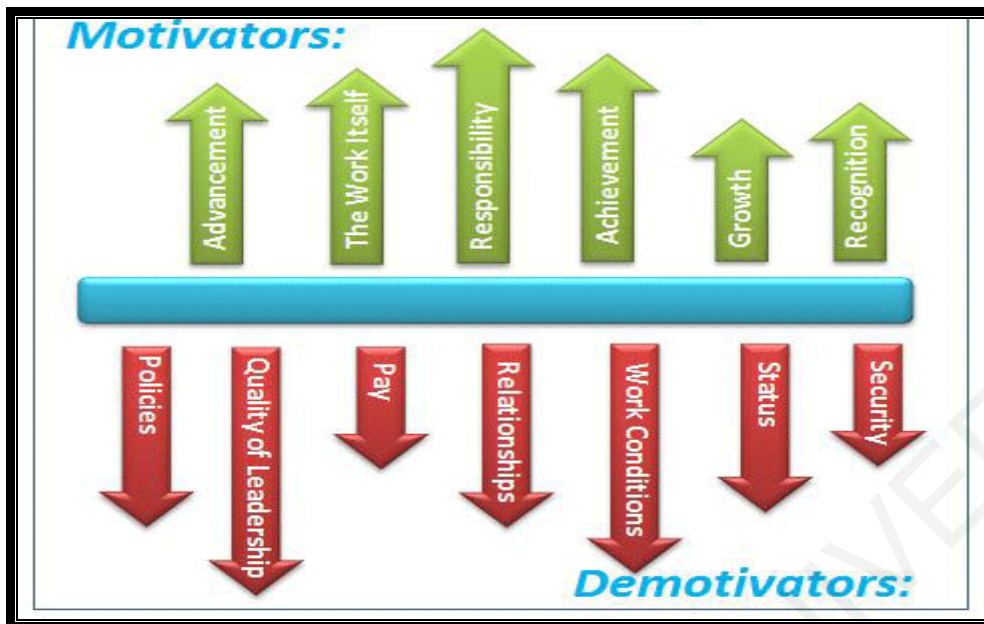 Motivators:
Advancement
The Work Itself
Responsibility
Achievement
Growth
Recognition
Policies
Quality of Leadership
Pay
Relationships
Work Conditions
Status
Security
Demotivators: